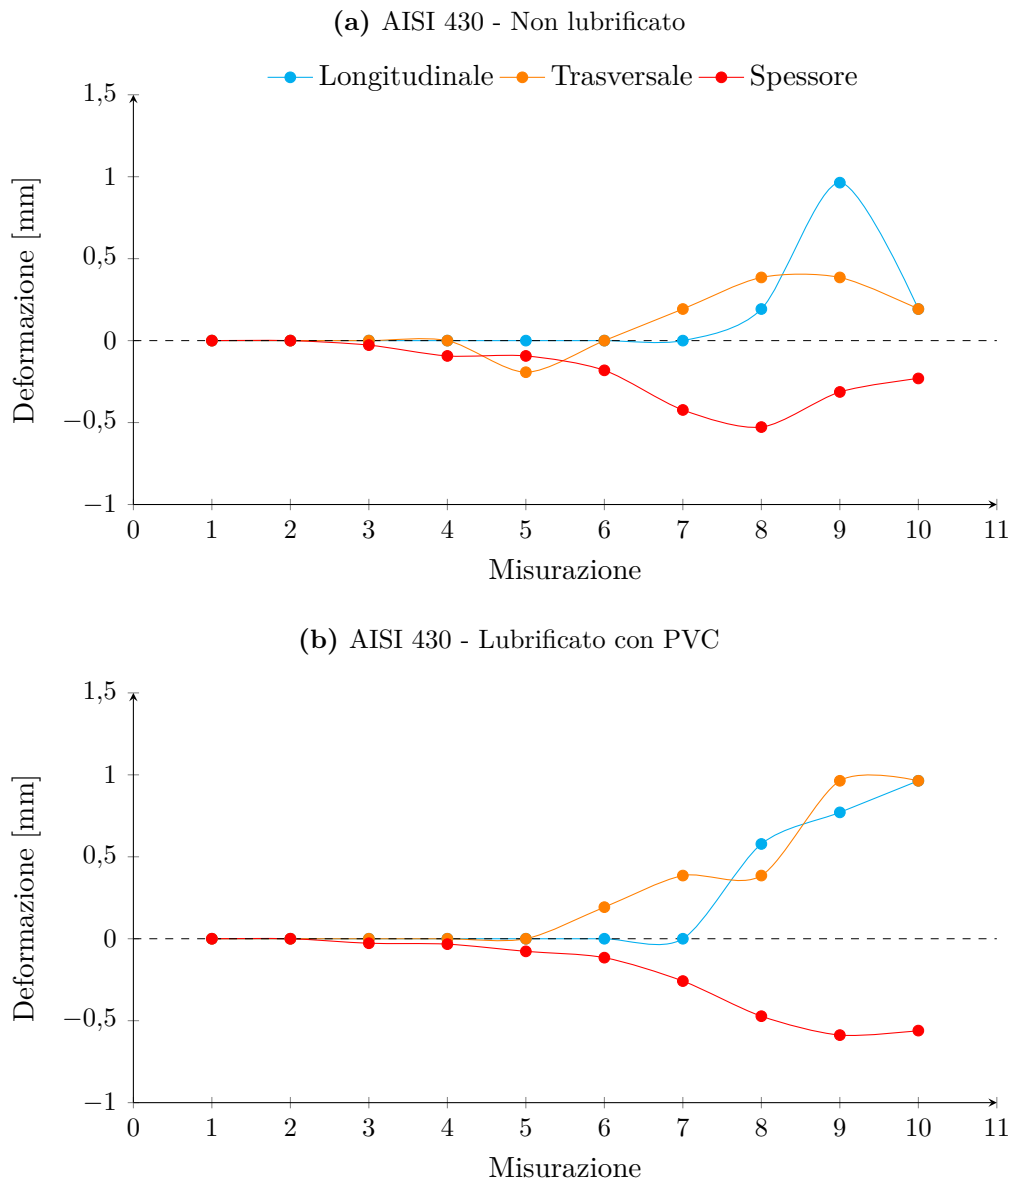 (a) AISI 430 - Non lubrificato
Longitudinale Trasversale Spessore
1,5
1
0,5
0
−0,5
−1
Deformazione [mm]
0 1 2 3 4 5 6 7 8 9 10 11
Misurazione
(b) AISI 430 - Lubrificato con PVC
1,5
1
0,5
0
−0,5
−1
Deformazione [mm]
0 1 2 3 4 5 6 7 8 9 10 11
Misurazione